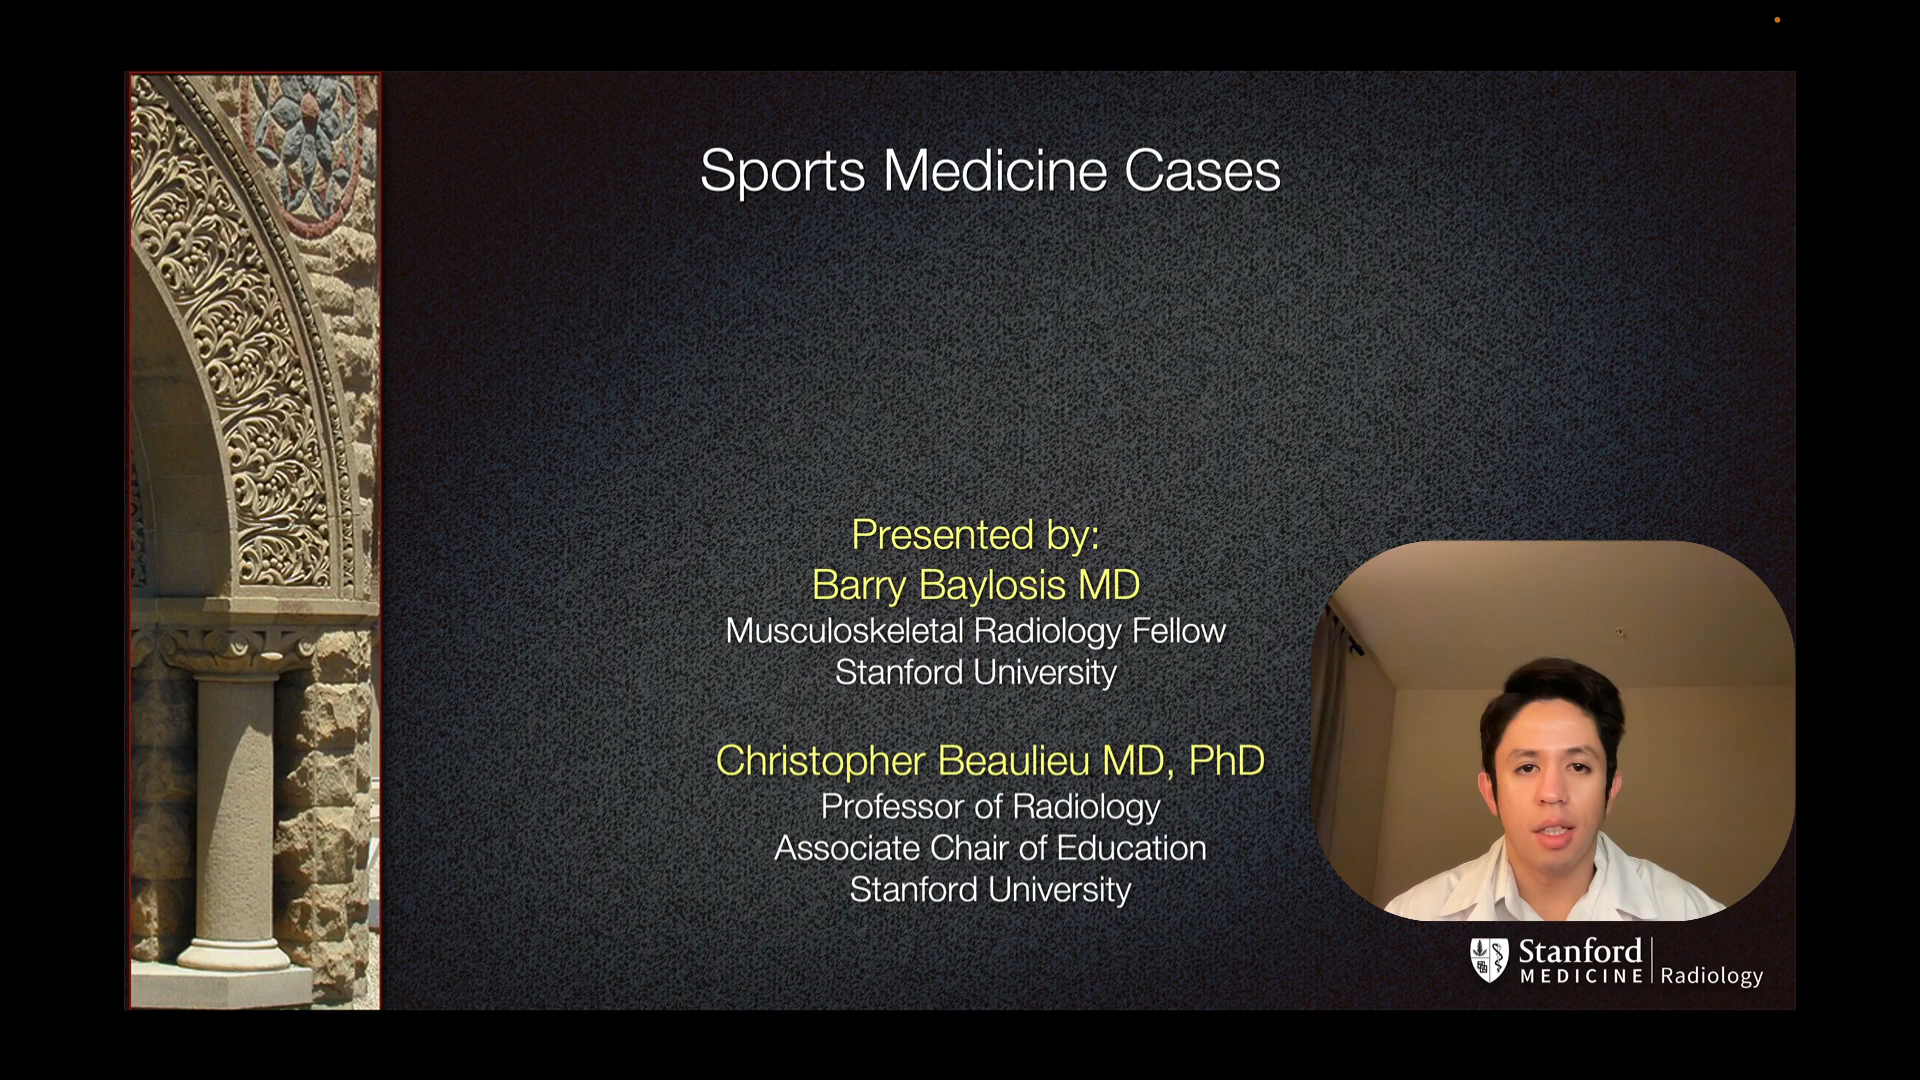 Sports Medicine Cases
Presented by:
Barry Baylosis MD
Musculoskeletal Radiology Fellow
Stanford University
Christopher Beaulieu MD, PhD
Professor of Radiology
Associate Chair of Education
Stanford University
Stanford
MEDICINE
Radiology